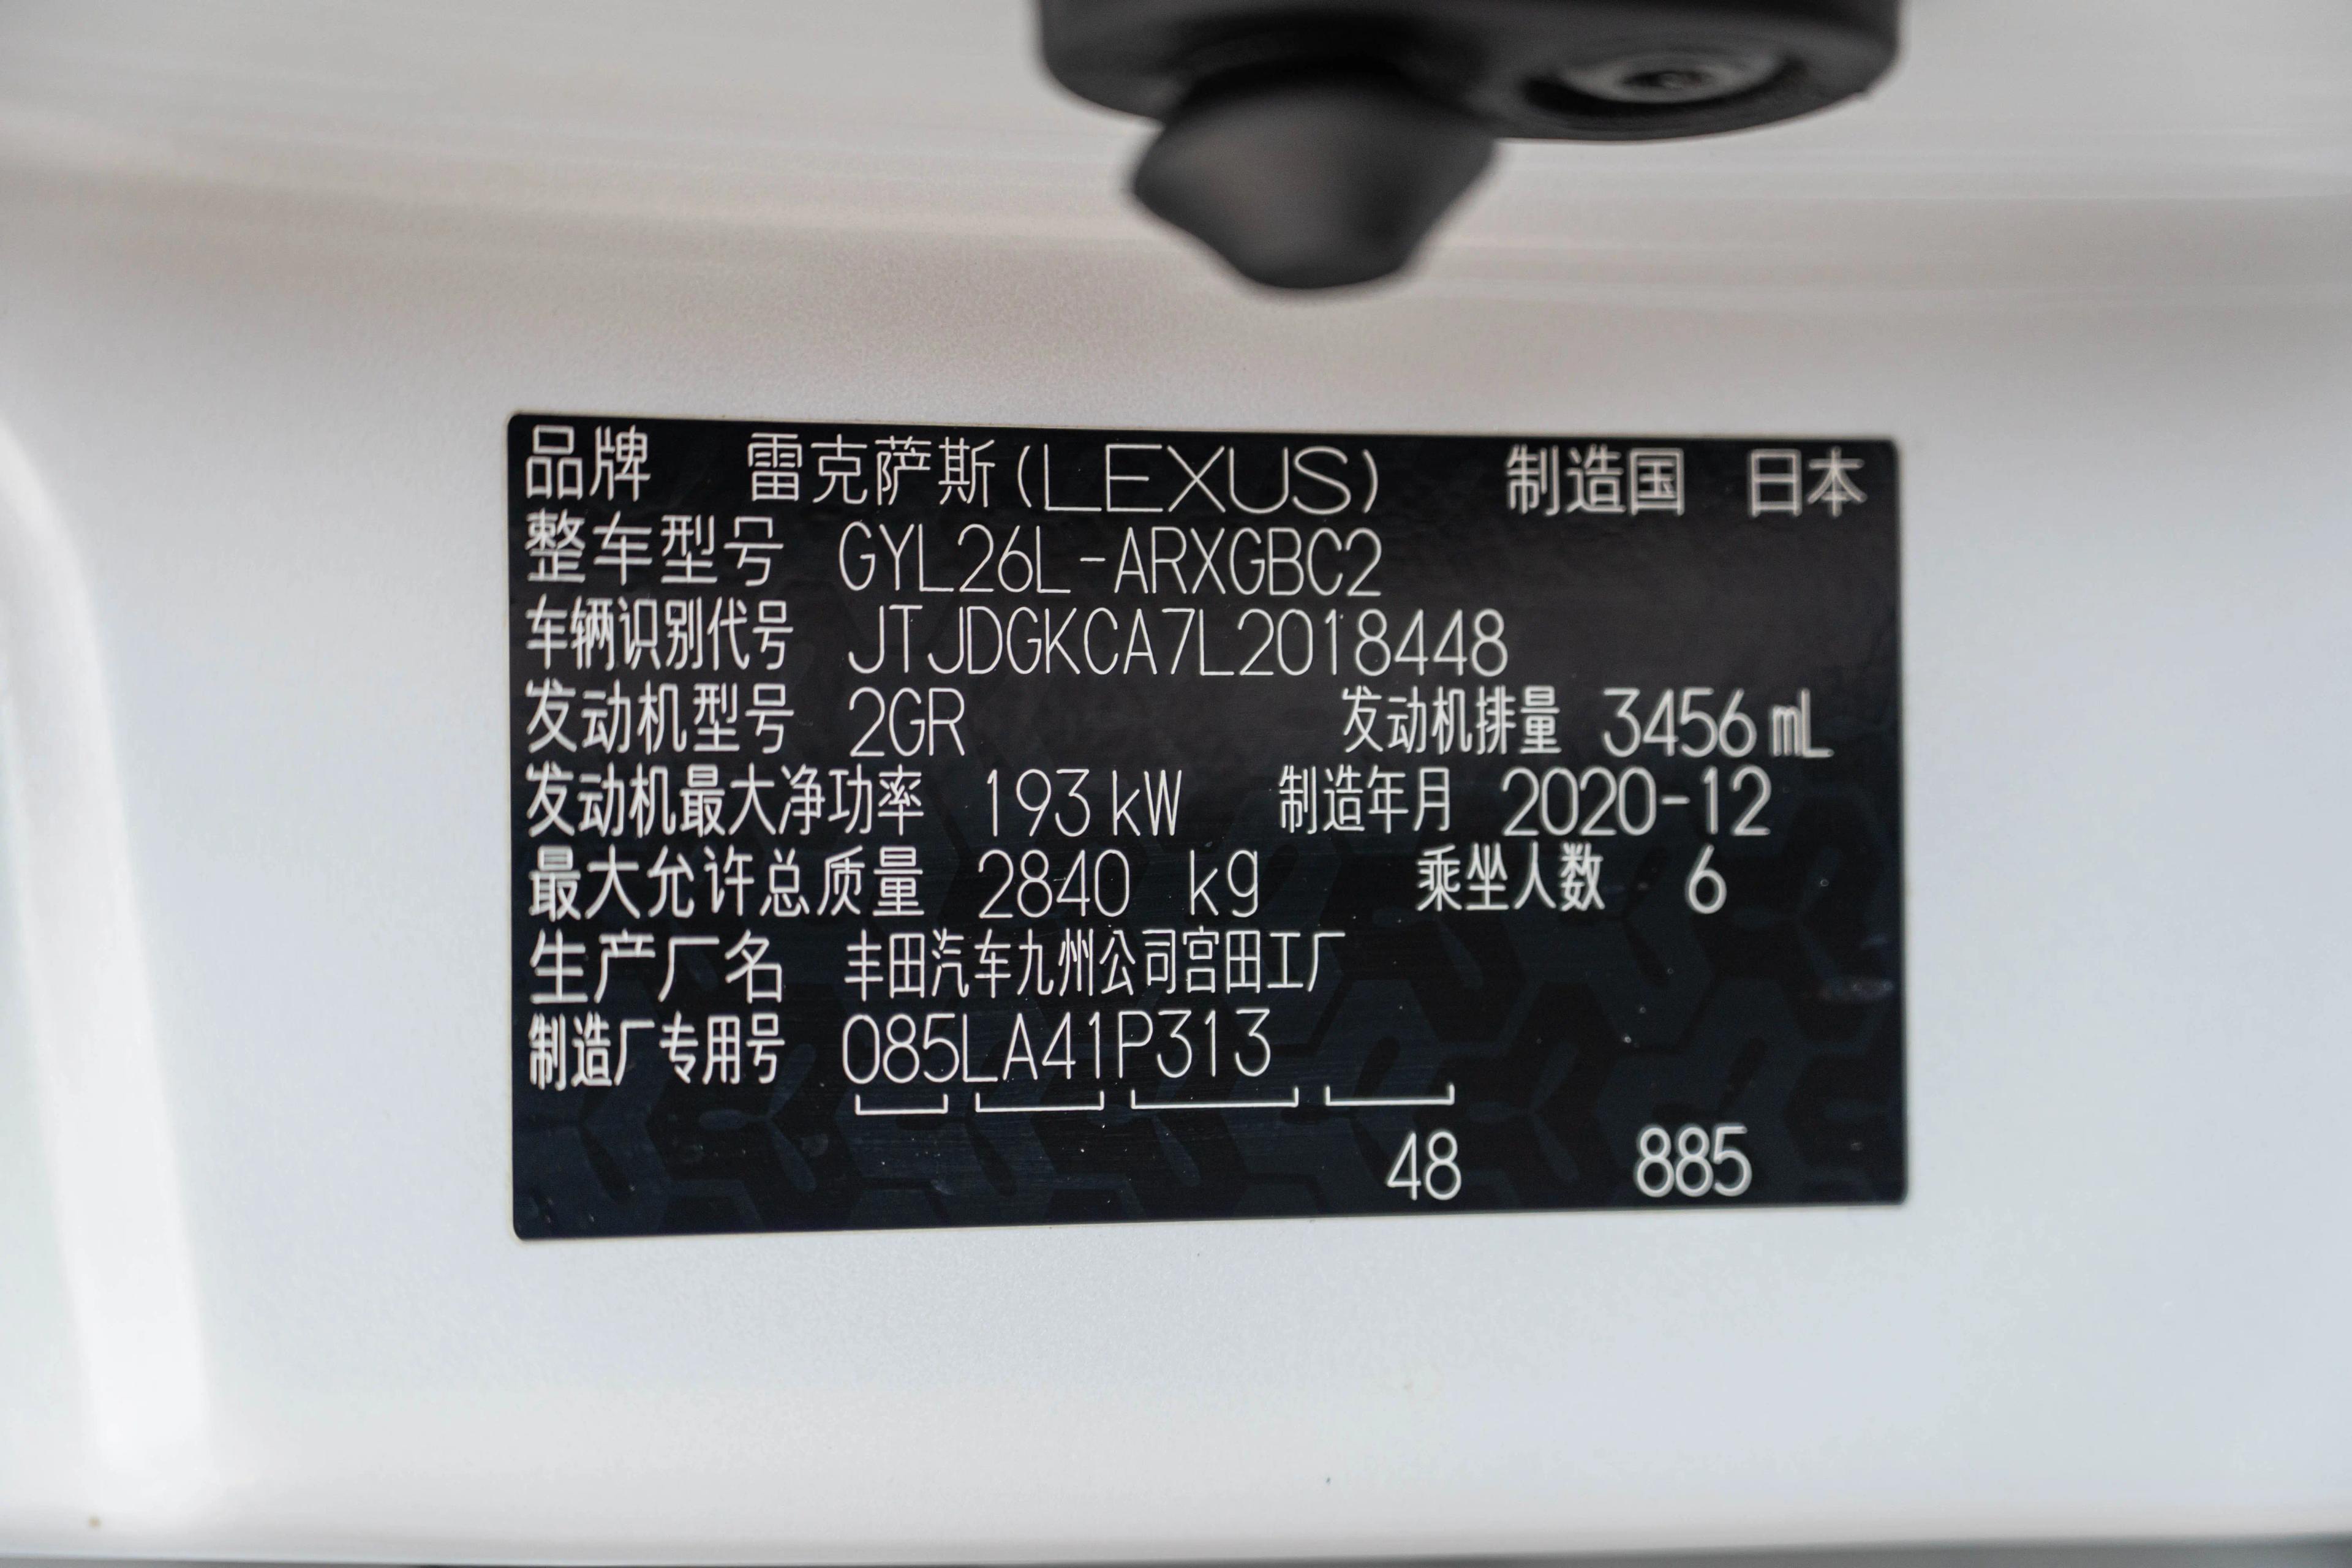 品牌 雷克萨斯(LEXUS) 制造国 日本
整车型号 GYL26L-ARXGBC2
车辆识别代号 JTJDGKCA7L2018448
发动机型号 2GR 发动机排量 3456mL
发动机最大净功率 193kW 制造年月 2020-12
最大允许总质量 2840 kg 乘坐人数 6
生产厂名 丰田汽车九州公司宫田工厂
制造厂专用号 085LA41P313
48 885